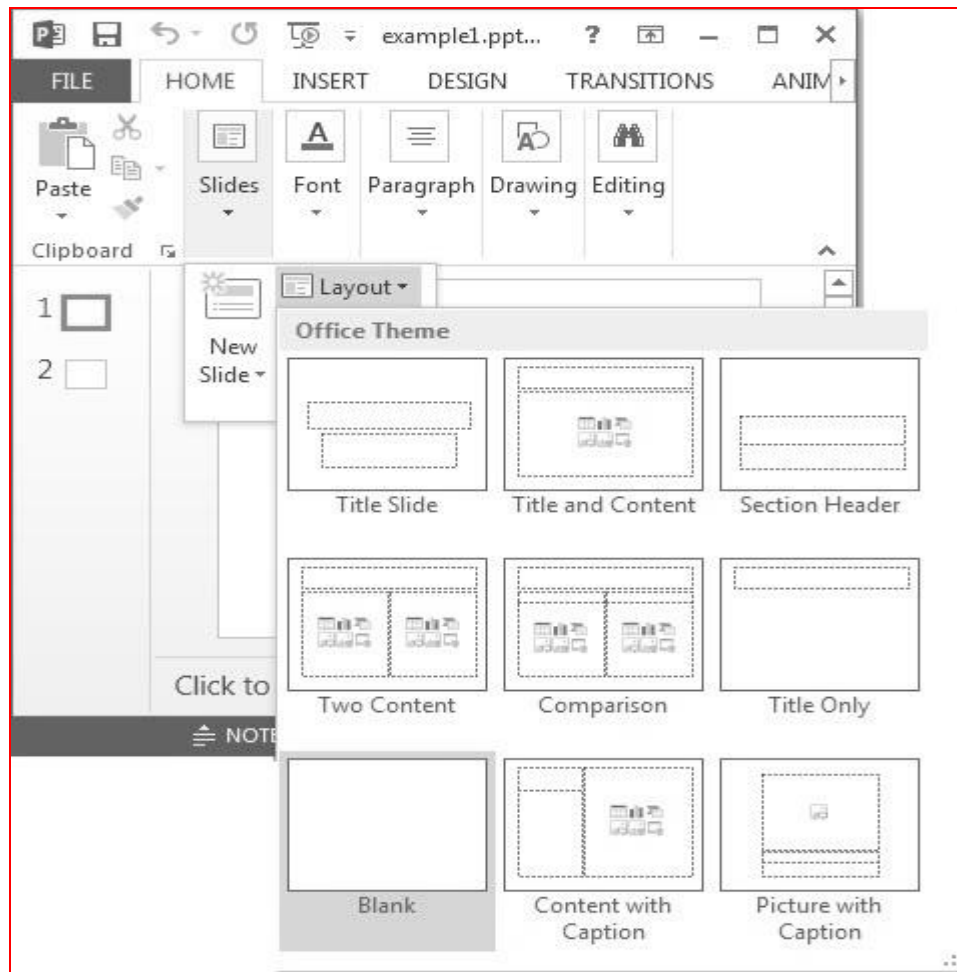 example1.ppt... ?
FILE HOME INSERT DESIGN TRANSITIONS ANIM
Paste Slides Font Paragraph Drawing Editing
Clipboard
Layout
1
New
Slide
2
Office Theme
Title Slide Title and Content Section Header
Two Content Comparison Title Only
Click to
NOTE
Blank Content with
Caption Picture with
Caption